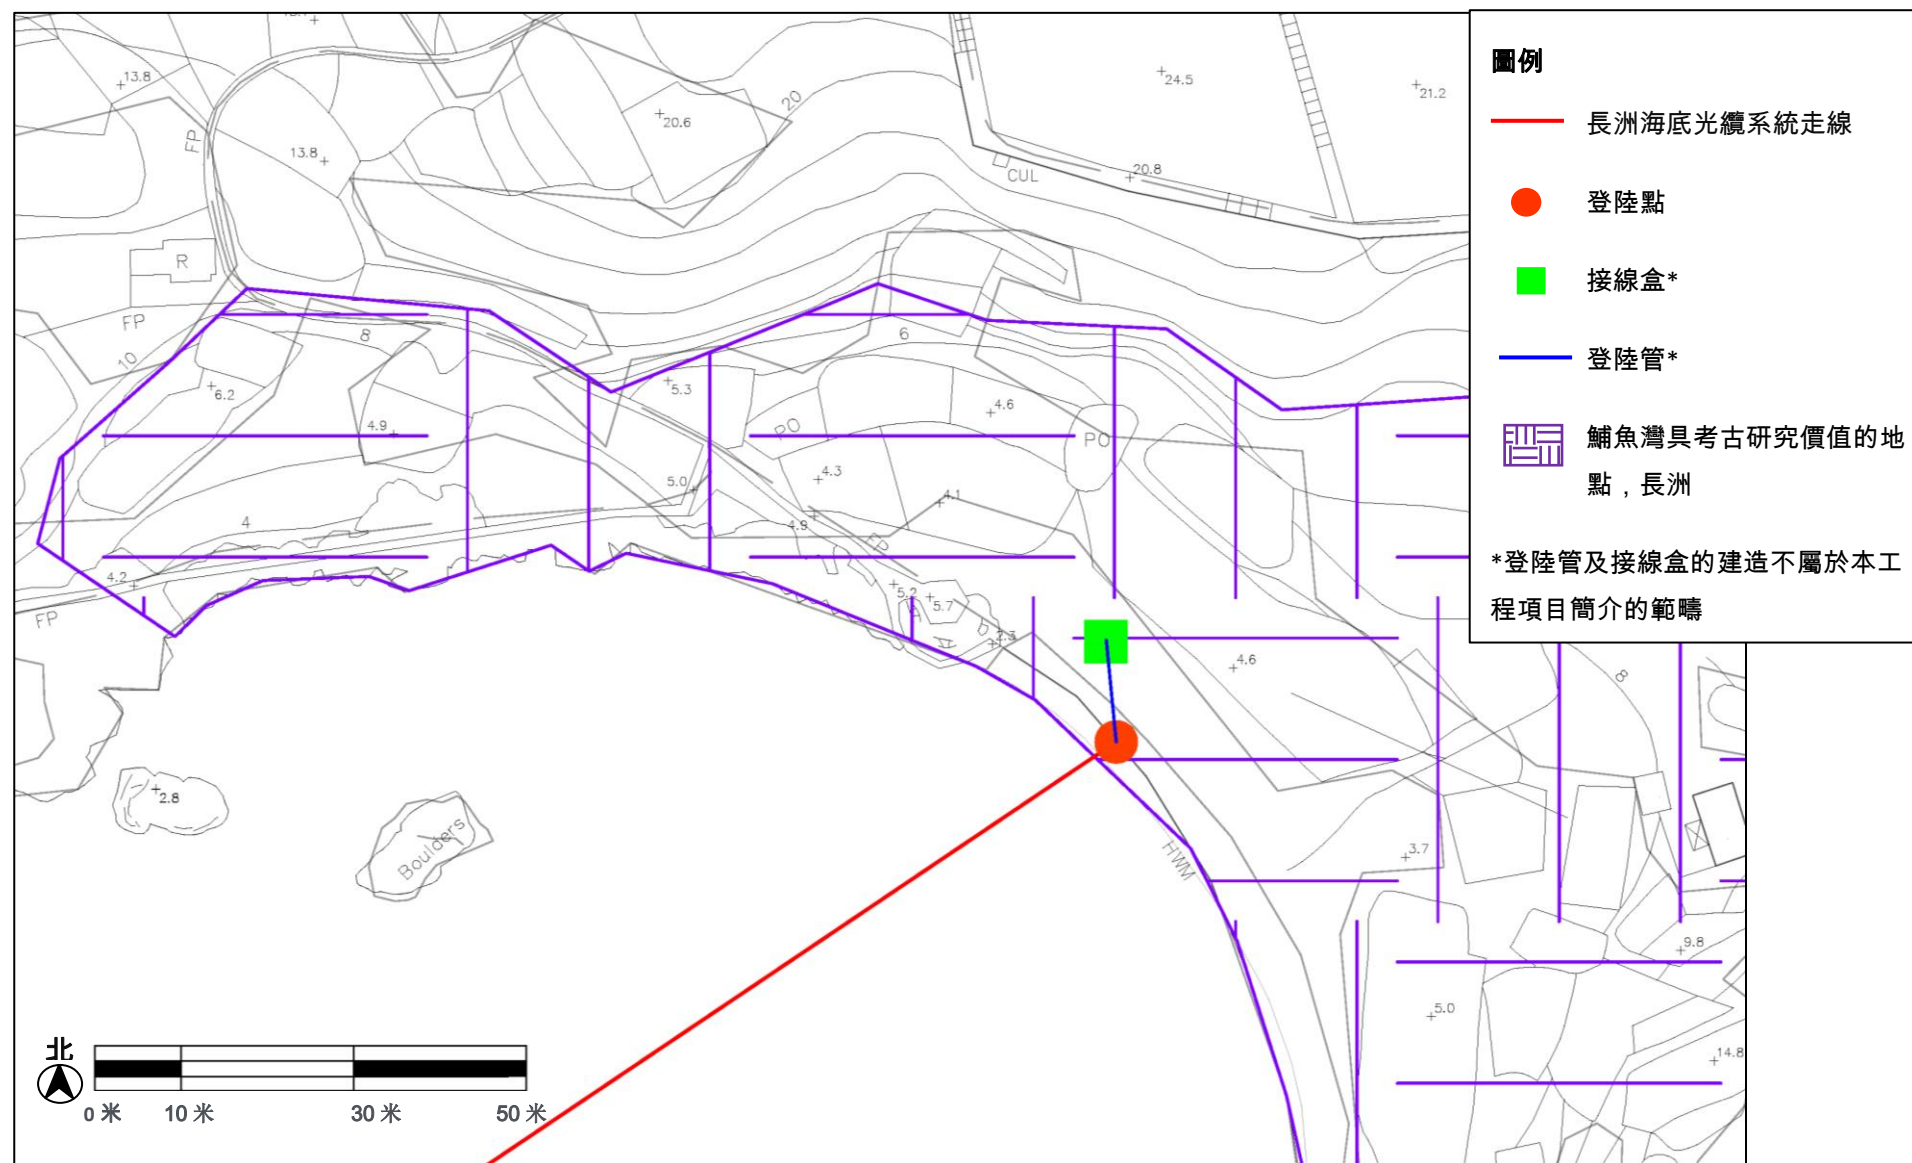 圖例
長洲海底光纜系統走線
登陸點
接線盒*
登陸管*
鯆魚灣具考古研究價值的地
點，長洲
*登陸管及接線盒的建造不屬於本工
程項目簡介的範疇
13.8
FP
13.8
20.6
20
24.5
21.2
20.8
CUL
R
FP
10
8
6
6.2
4.9
5.3
PO
4.6
PO
5.0
4.3
4.1
4.9
FP
4
4.2
FP
5.2
5.7
2.3
4.6
8
2.8
Boulders
HWM
3.7
9.8
5.0
14.8
北
0 米
10 米
30 米
50 米